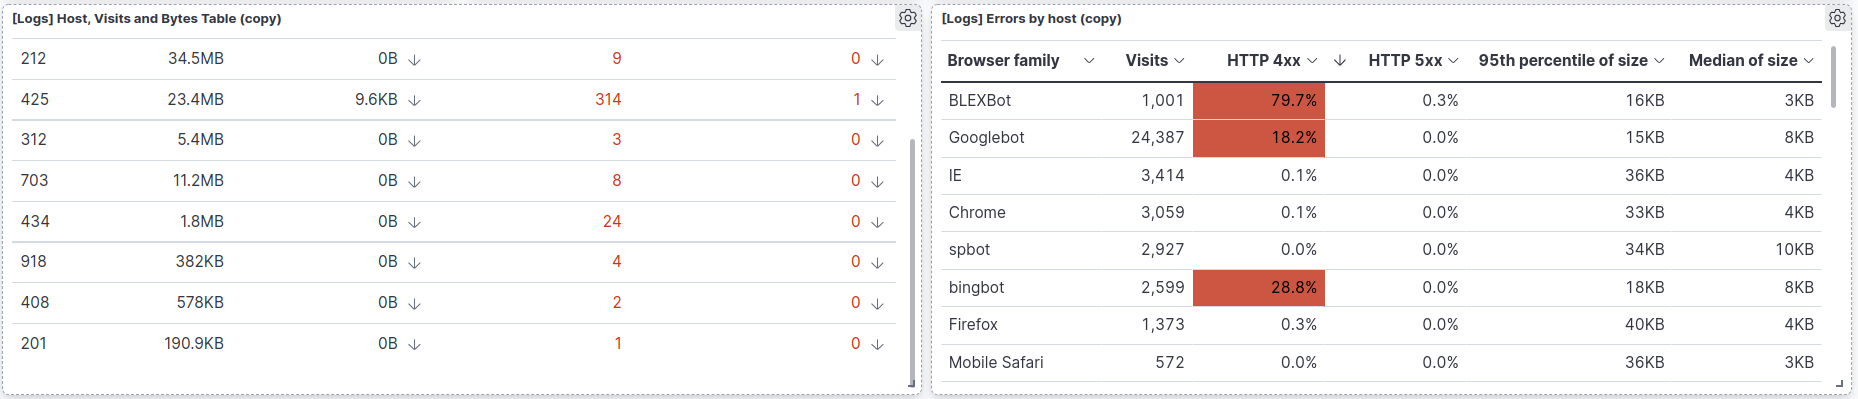 [Logs] Host, Visits and Bytes Table (copy)
212 34.5MB 0B 9 0
425 23.4MB 9.6KB 314 1
312 5.4MB 0B 3 0
703 11.2MB 0B 8 0
434 1.8MB 0B 24 0
918 382KB 0B 4 0
408 578KB 0B 2 0
201 190.9KB 0B 1 0
[Logs] Errors by host (copy)
Browser family Visits HTTP 4xx HTTP 5xx 95th percentile of size Median of size
BLEXBot 1,001 79.7% 0.3% 16KB 3KB
Googlebot 24,387 18.2% 0.0% 15KB 8KB
IE 3,414 0.1% 0.0% 36KB 4KB
Chrome 3,059 0.1% 0.0% 33KB 4KB
spbot 2,927 0.0% 0.0% 34KB 10KB
bingbot 2,599 28.8% 0.0% 18KB 8KB
Firefox 1,373 0.3% 0.0% 40KB 4KB
Mobile Safari 572 0.0% 0.0% 36KB 3KB